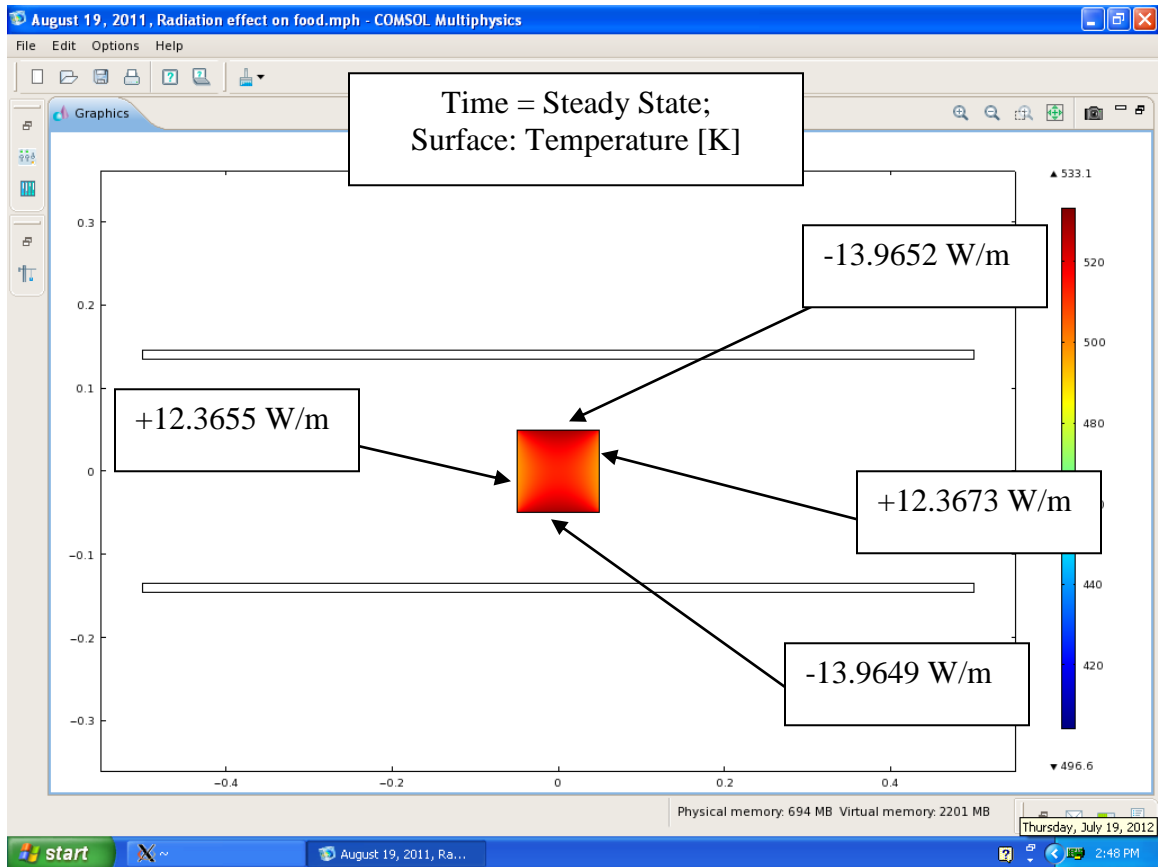 August 19, 2011, Radiation effect on food.mph - COMSOL Multiphysics
File Edit Options Help
Graphics
Time = Steady State;
Surface: Temperature [K]
▲ 533.1
0.3
-13.9652 W/m
520
0.2
500
0.1
+12.3655 W/m
480
0
+12.3673 W/m
−0.1
440
−0.2
-13.9649 W/m
420
−0.3
▼ 496.6
−0.4 −0.2 0 0.2 0.4
Physical memory: 694 MB Virtual memory: 2201 MB
Thursday, July 19, 2012
start
X ~
August 19, 2011, Ra...
2:48 PM